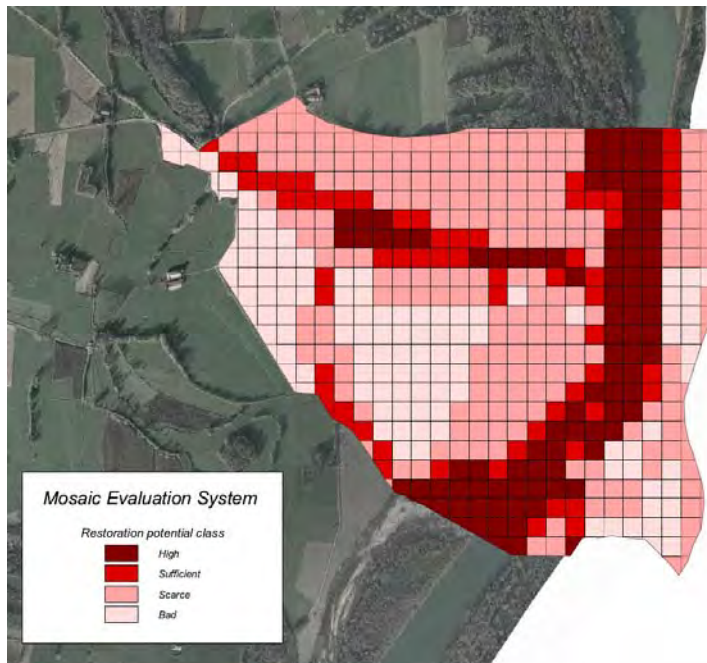 Mosaic Evaluation System
Restoration potential class
High
Sufficient
Scarce
Bad